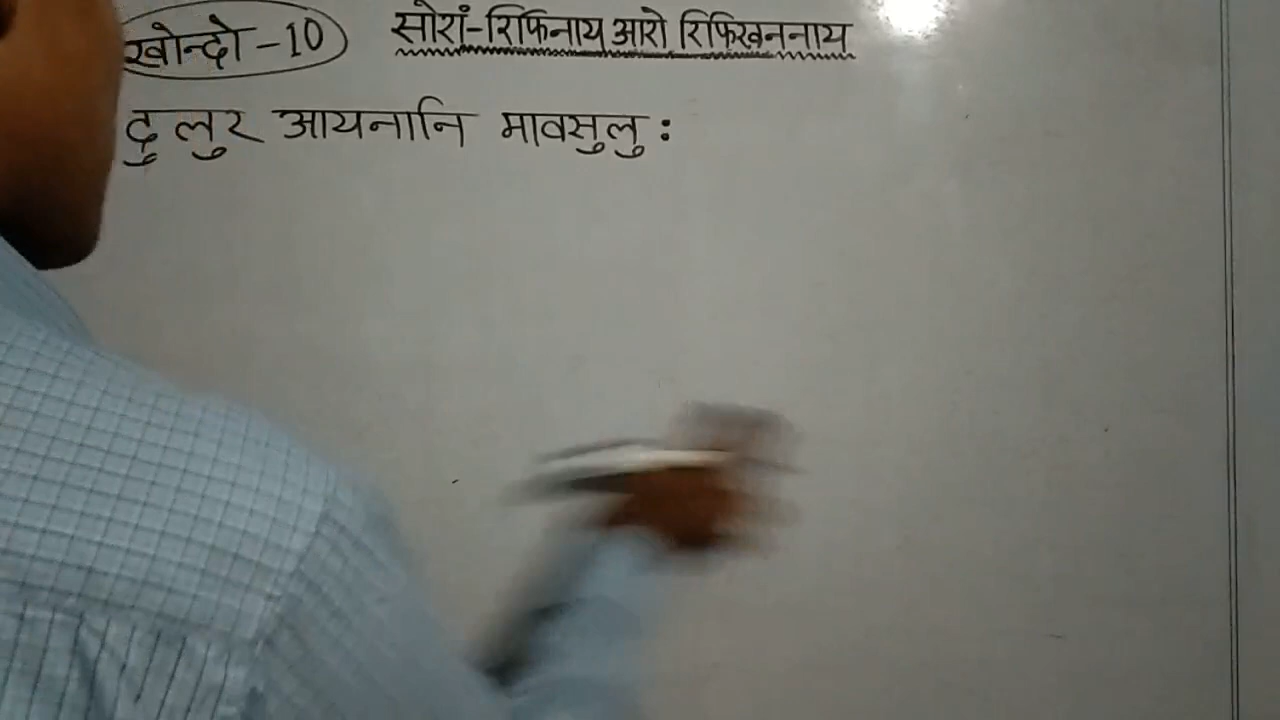 खोन्दो -10 सोरां-रिफिनाय आरो रिफिखननाय
दुलुर आयनानि मावसुलु :